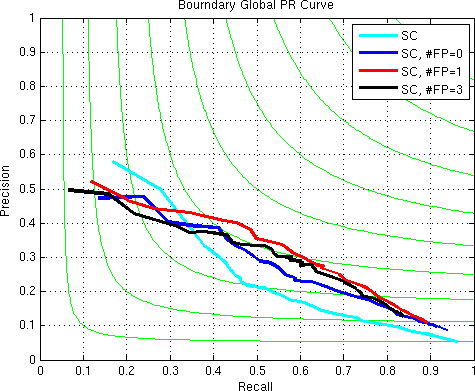 Bourndary Global PR Curve
SC
SC, #FP=0
SC, #FP=1
SC, #FP=3
Precision
1
0.9
0.8
0.7
0.6
0.5
0.4
0.3
0.2
0.1
0
0 0.1 0.2 0.3 0.4 0.5 0.6 0.7 0.8 0.9
Recall